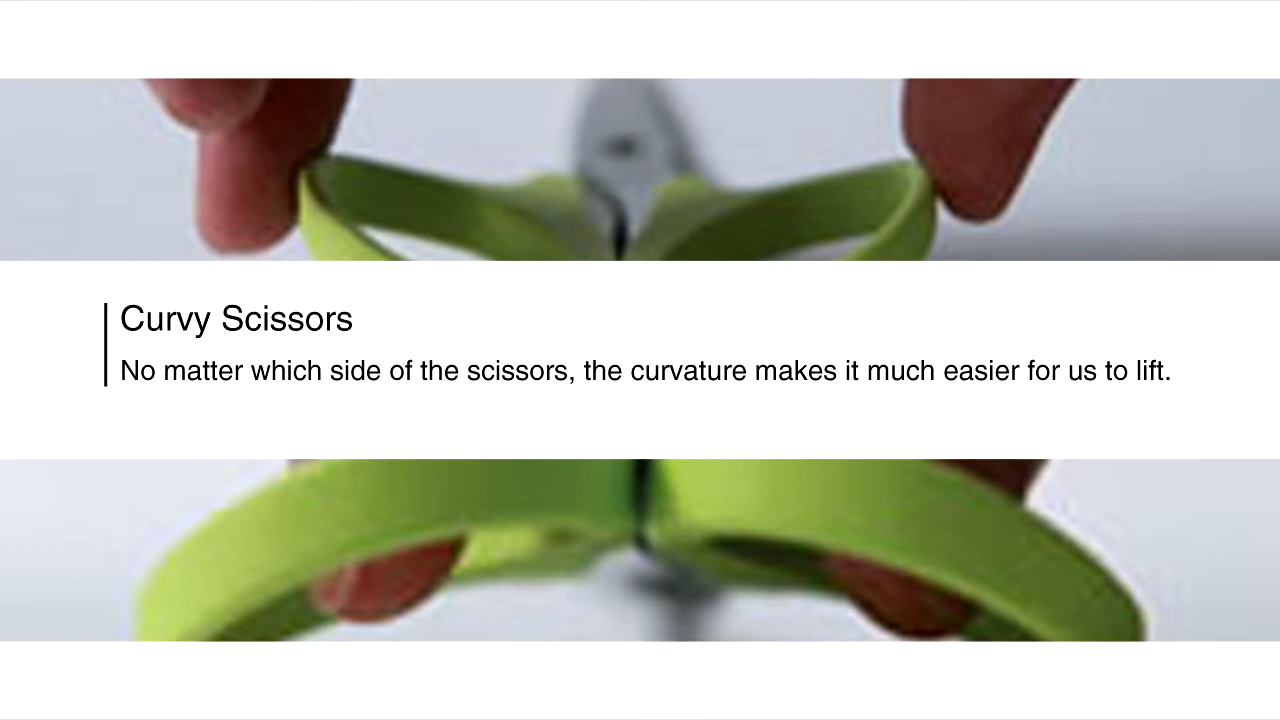 Curvy Scissors
No matter which side of the scissors, the curvature makes it much easier for us to lift.